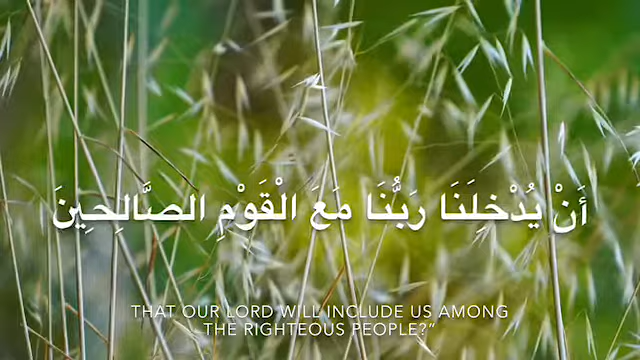 أَنْ يُدْخِلَنَا رَبُّنَا مَعَ الْقَوْمِ الصَّالِحِينَ
THAT OUR LORD WILL INCLUDE US AMONG
THE RIGHTEOUS PEOPLE?“